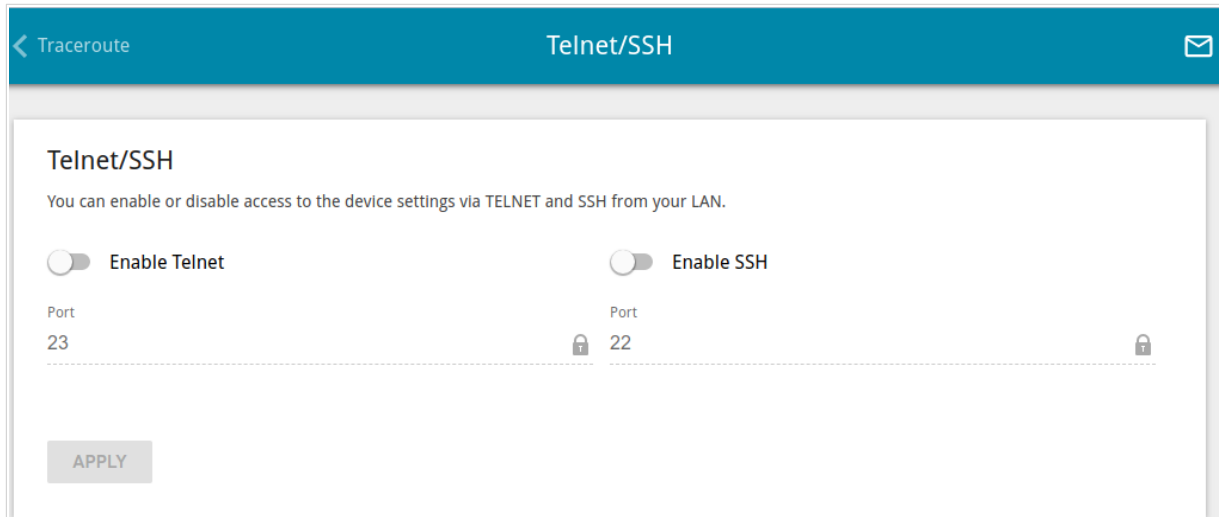 Traceroute
Telnet/SSH
Telnet/SSH
You can enable or disable access to the device settings via TELNET and SSH from your LAN.
Enable Telnet
Enable SSH
Port
Port
23
22
APPLY